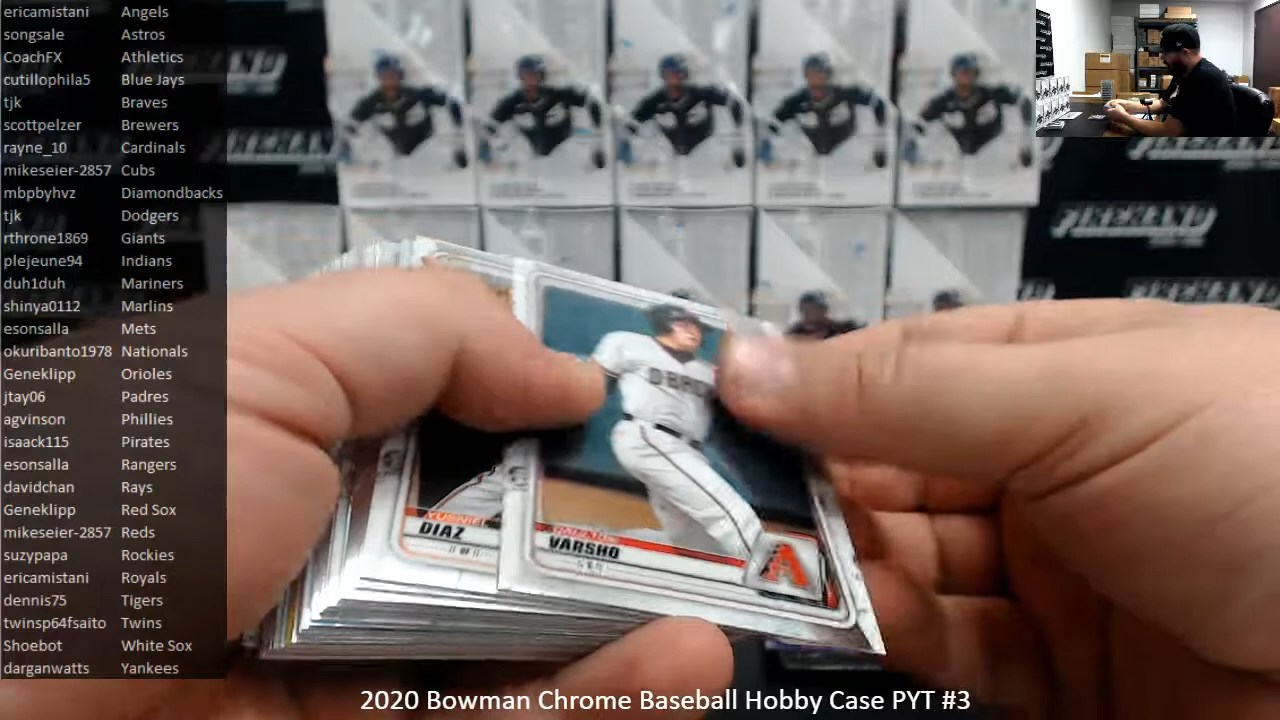 ericamistani Angels
songsale Astros
CoachFX Athletics
cutillophila5 Blue Jays
tjk Braves
scottpelzer Brewers
rayne_10 Cardinals
mikeseier-2857 Cubs
mbpbyhvz Diamondbacks
tjk Dodgers
rthrone1869 Giants
plejeune94 Indians
duh1duh Mariners
shinya0112 Marlins
esonsalla Mets
okuribanto1978 Nationals
Geneklipp Orioles
jtay06 Padres
agvinson Phillies
isaack115 Pirates
esonsalla Rangers
davidchan Rays
Geneklipp Red Sox
mikeseier-2857 Reds
suzypapa Rockies
ericamistani Royals
dennis75 Tigers
twinsp64fsaito Twins
Shoebot White Sox
darganwatts Yankees
YUSNIEL
DIAZ
DAULTON
VARSHO
2020 Bowman Chrome Baseball Hobby Case PYT #3